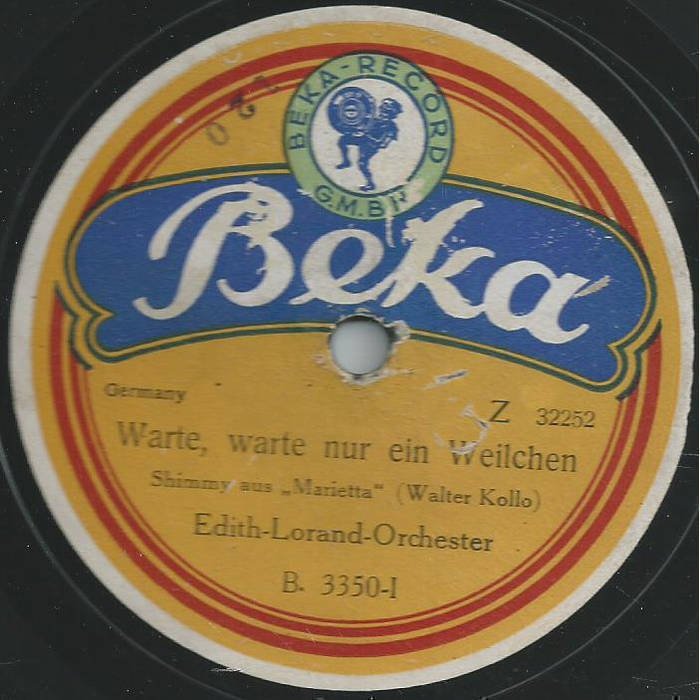 BEKA-RECORD
G.M.B.H
Beka
Germany
Z 32252
Warte, warte nur ein Weilchen
Shimmy aus „Marietta“ (Walter Kollo)
Edith-Lorand-Orchester
B. 3350-I